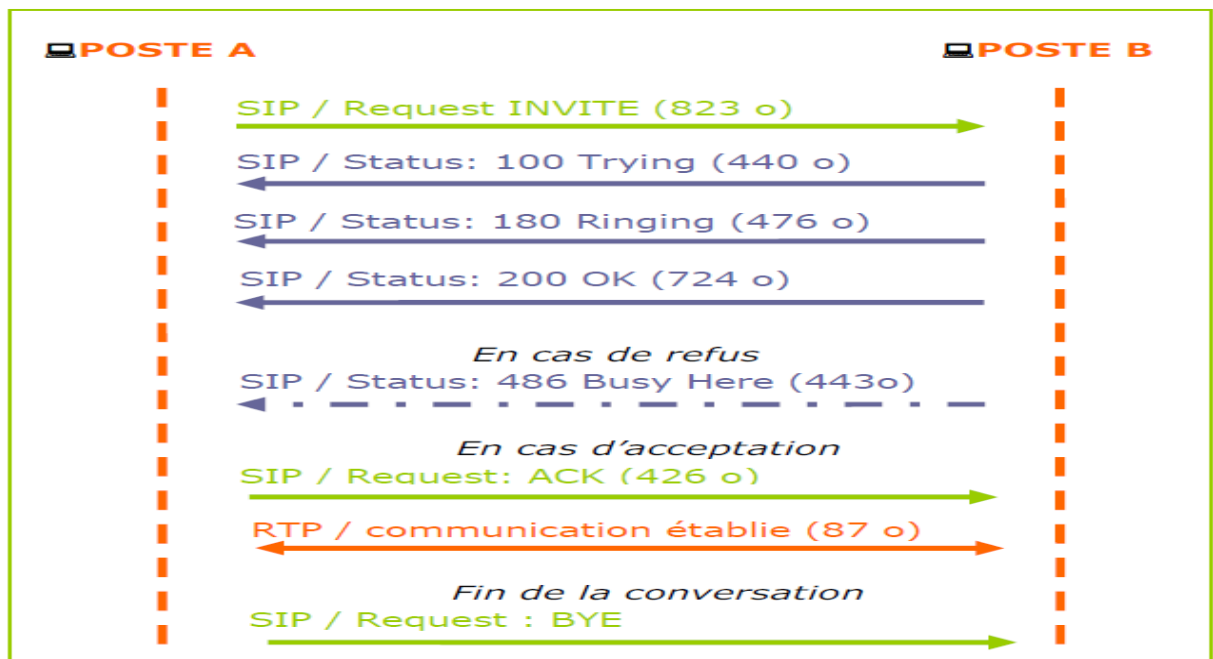 POSTE A POSTE B
SIP / Request INVITE (823 o)
SIP / Status: 100 Trying (440 o)
SIP / Status: 180 Ringing (476 o)
SIP / Status: 200 OK (724 o)
En cas de refus
SIP / Status: 486 Busy Here (443o)
En cas d’acceptation
SIP / Request: ACK (426 o)
RTP / communication établie (87 o)
Fin de la conversation
SIP / Request : BYE